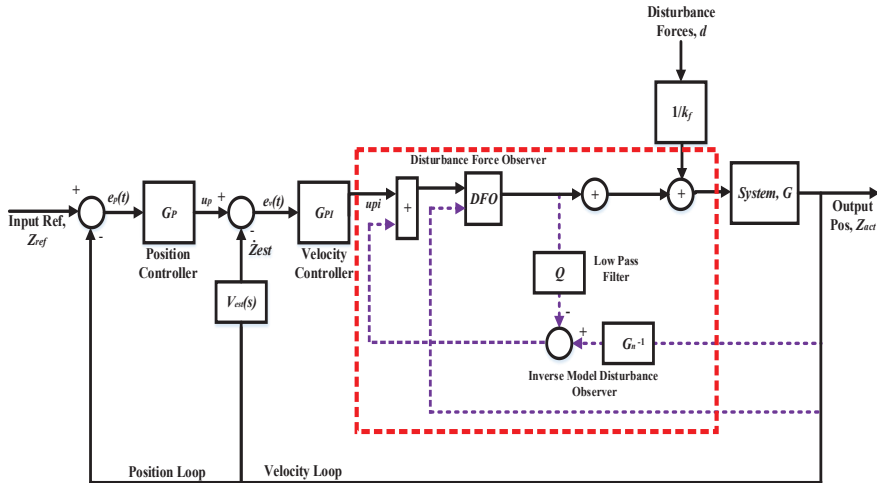 Disturbance
Forces, d
1/kf
Disturbance Force Observer
+
ep(t)
GP
up
+
ev(t)
GPI
upi
+
DFO
+
+
System, G
Input Ref,
Zref
-
Position
Controller
-
Żest
Velocity
Controller
Output
Pos, Zact
Vest(s)
Q
Low Pass
Filter
-
+
Gn-1
Inverse Model Disturbance
Observer
Position Loop
Velocity Loop